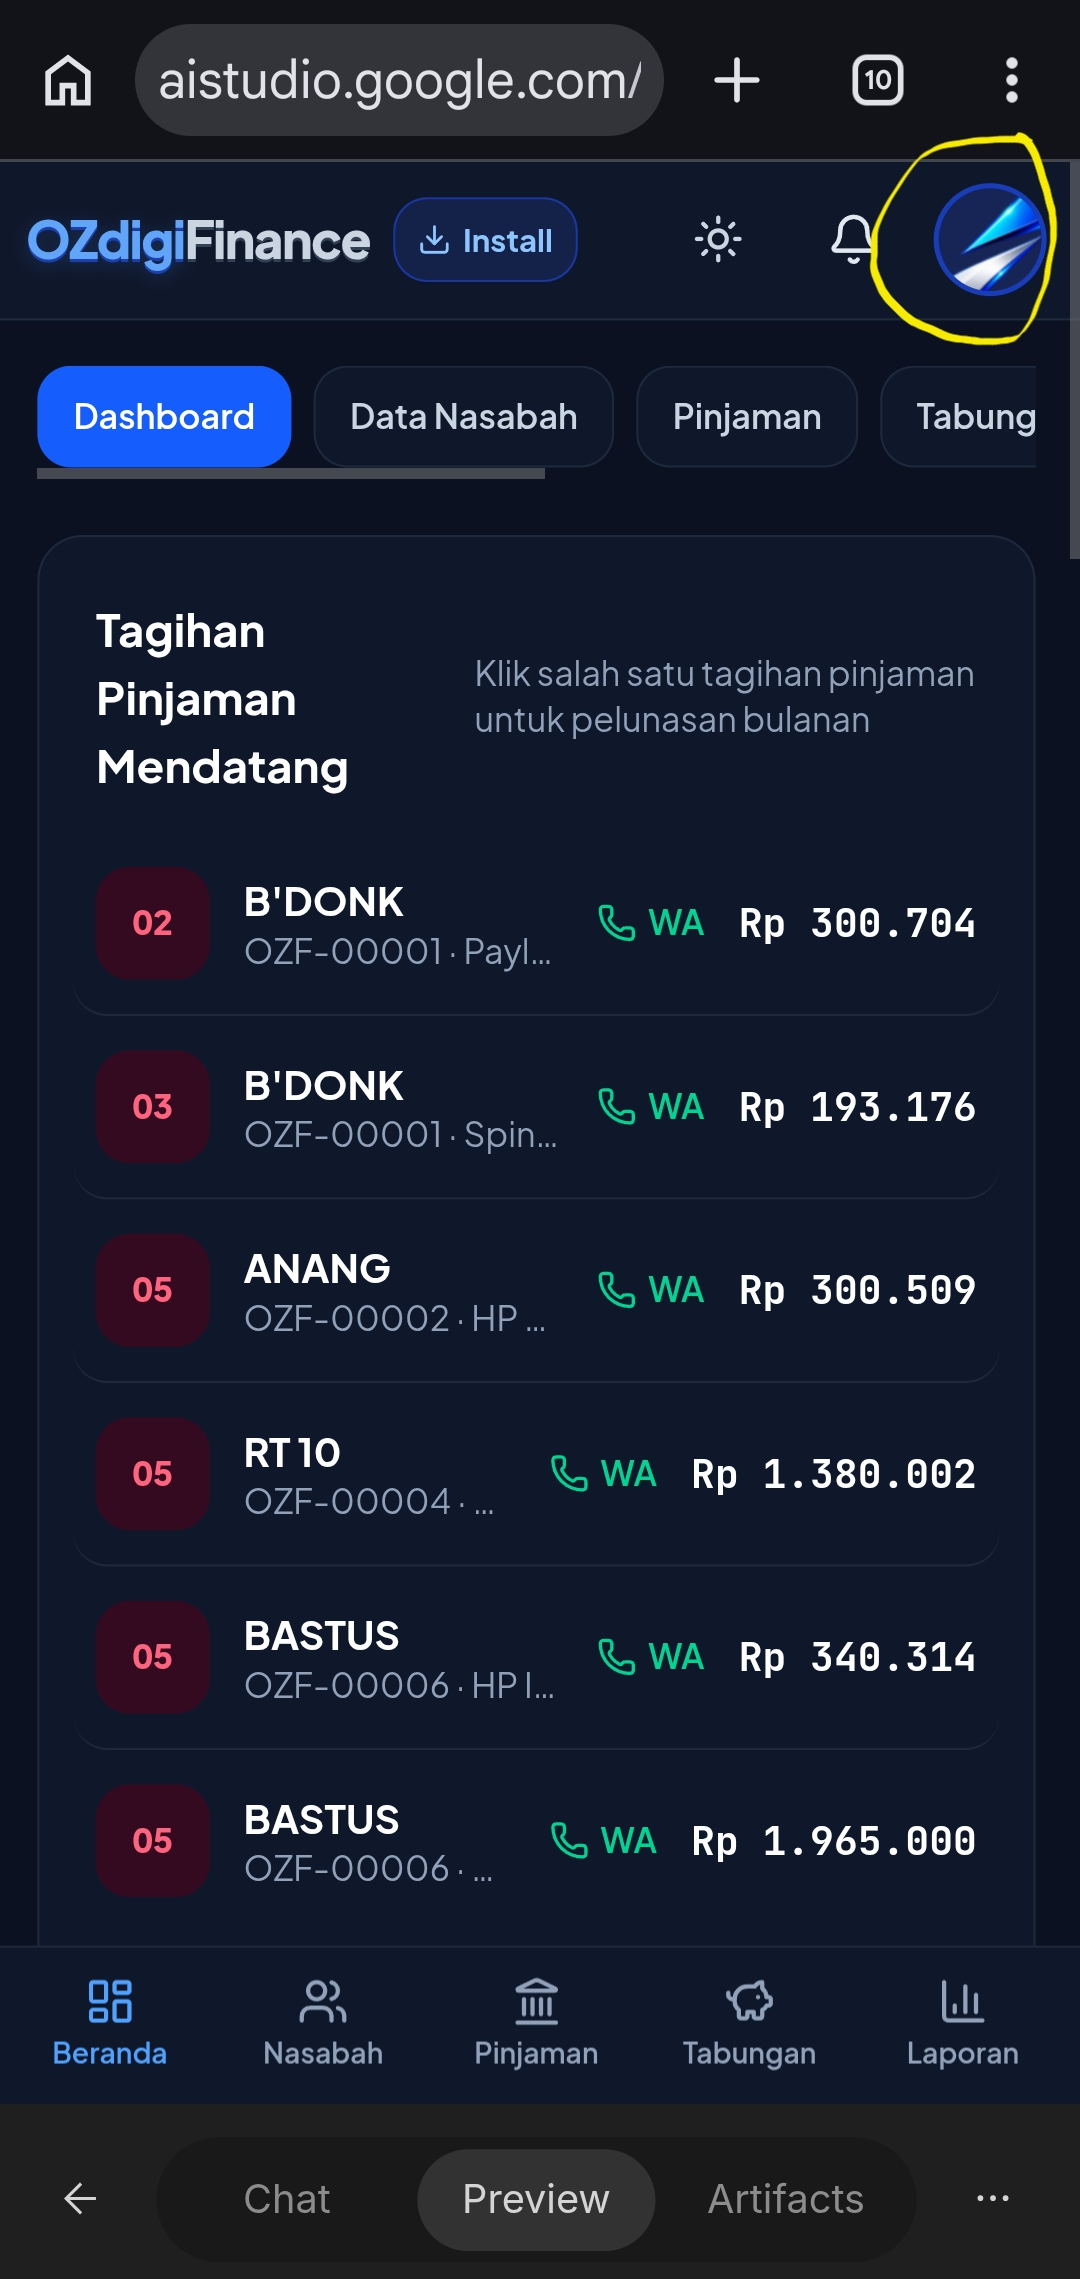 aistudio.google.com/
10
OZdigiFinance
Install
Dashboard
Data Nasabah
Pinjaman
Tabung
Tagihan
Pinjaman
Mendatang
Klik salah satu tagihan pinjaman
untuk pelunasan bulanan
02
B'DONK
OZF-00001 · Payl...
WA
Rp 300.704
03
B'DONK
OZF-00001 · Spin...
WA
Rp 193.176
05
ANANG
OZF-00002 · HP ...
WA
Rp 300.509
05
RT 10
OZF-00004 · ...
WA
Rp 1.380.002
05
BASTUS
OZF-00006 · HP I...
WA
Rp 340.314
05
BASTUS
OZF-00006 · ...
WA
Rp 1.965.000
Beranda
Nasabah
Pinjaman
Tabungan
Laporan
Chat
Preview
Artifacts